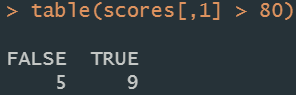 > table(scores[,1] > 80)
FALSE  TRUE
    5     9